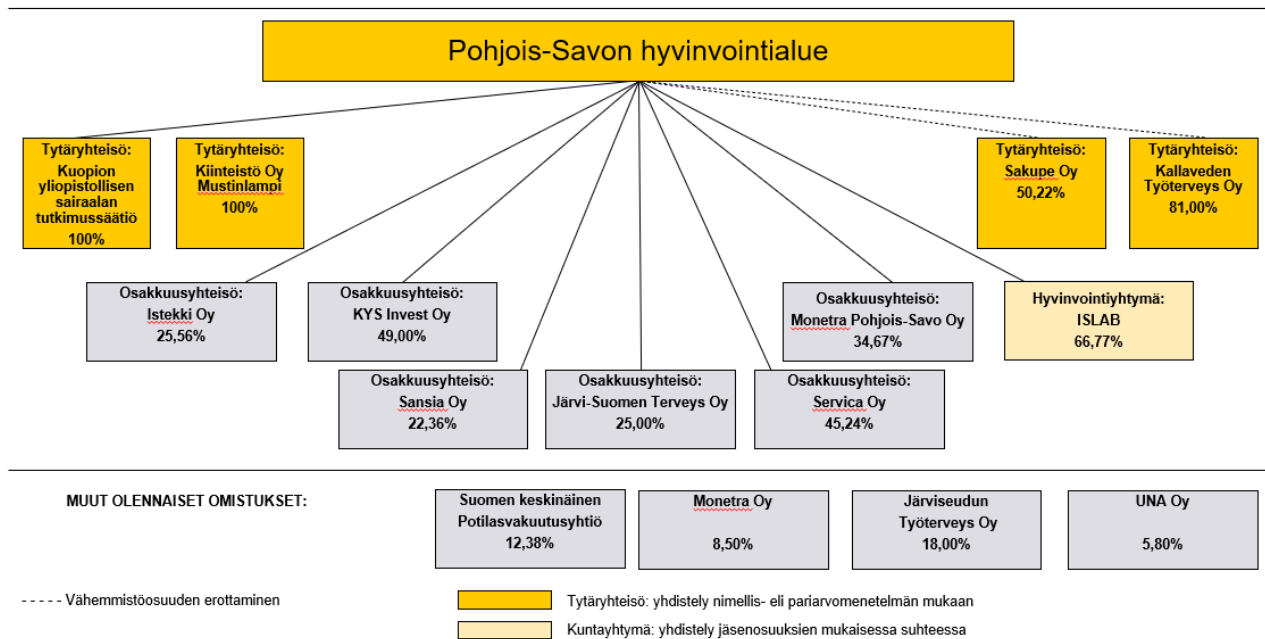 Pohjois-Savon hyvinvointialue
Tytäryhteisö:
Kuopion
yliopistollisen
sairaalan
tutkimussäätiö
100%
Tytäryhteisö:
Kiinteistö Oy
Mustinlampi
100%
Tytäryhteisö:
Sakupe Oy
50,22%
Tytäryhteisö:
Kallaveden
Työterveys Oy
81,00%
Osakkuusyhteisö:
Istekki Oy
25,56%
Osakkuusyhteisö:
KYS Invest Oy
49,00%
Osakkuusyhteisö:
Monetra Pohjois-Savo Oy
34,67%
Hyvinvointiyhtymä:
ISLAB
66,77%
Osakkuusyhteisö:
Sansia Oy
22,36%
Osakkuusyhteisö:
Järvi-Suomen Terveys Oy
25,00%
Osakkuusyhteisö:
Servica Oy
45,24%
MUUT OLENNAISET OMISTUKSET:
Suomen keskinäinen
Potilasvakuutusyhtiö
12,38%
Monetra Oy
8,50%
Järviseudun
Työterveys Oy
18,00%
UNA Oy
5,80%
----- Vähemmistöosuuden erottaminen
Tytäryhteisö: yhdistely nimellis- eli pariarvomenetelmän mukaan
Kuntayhtymä: yhdistely jäsenosuuksien mukaisessa suhteessa